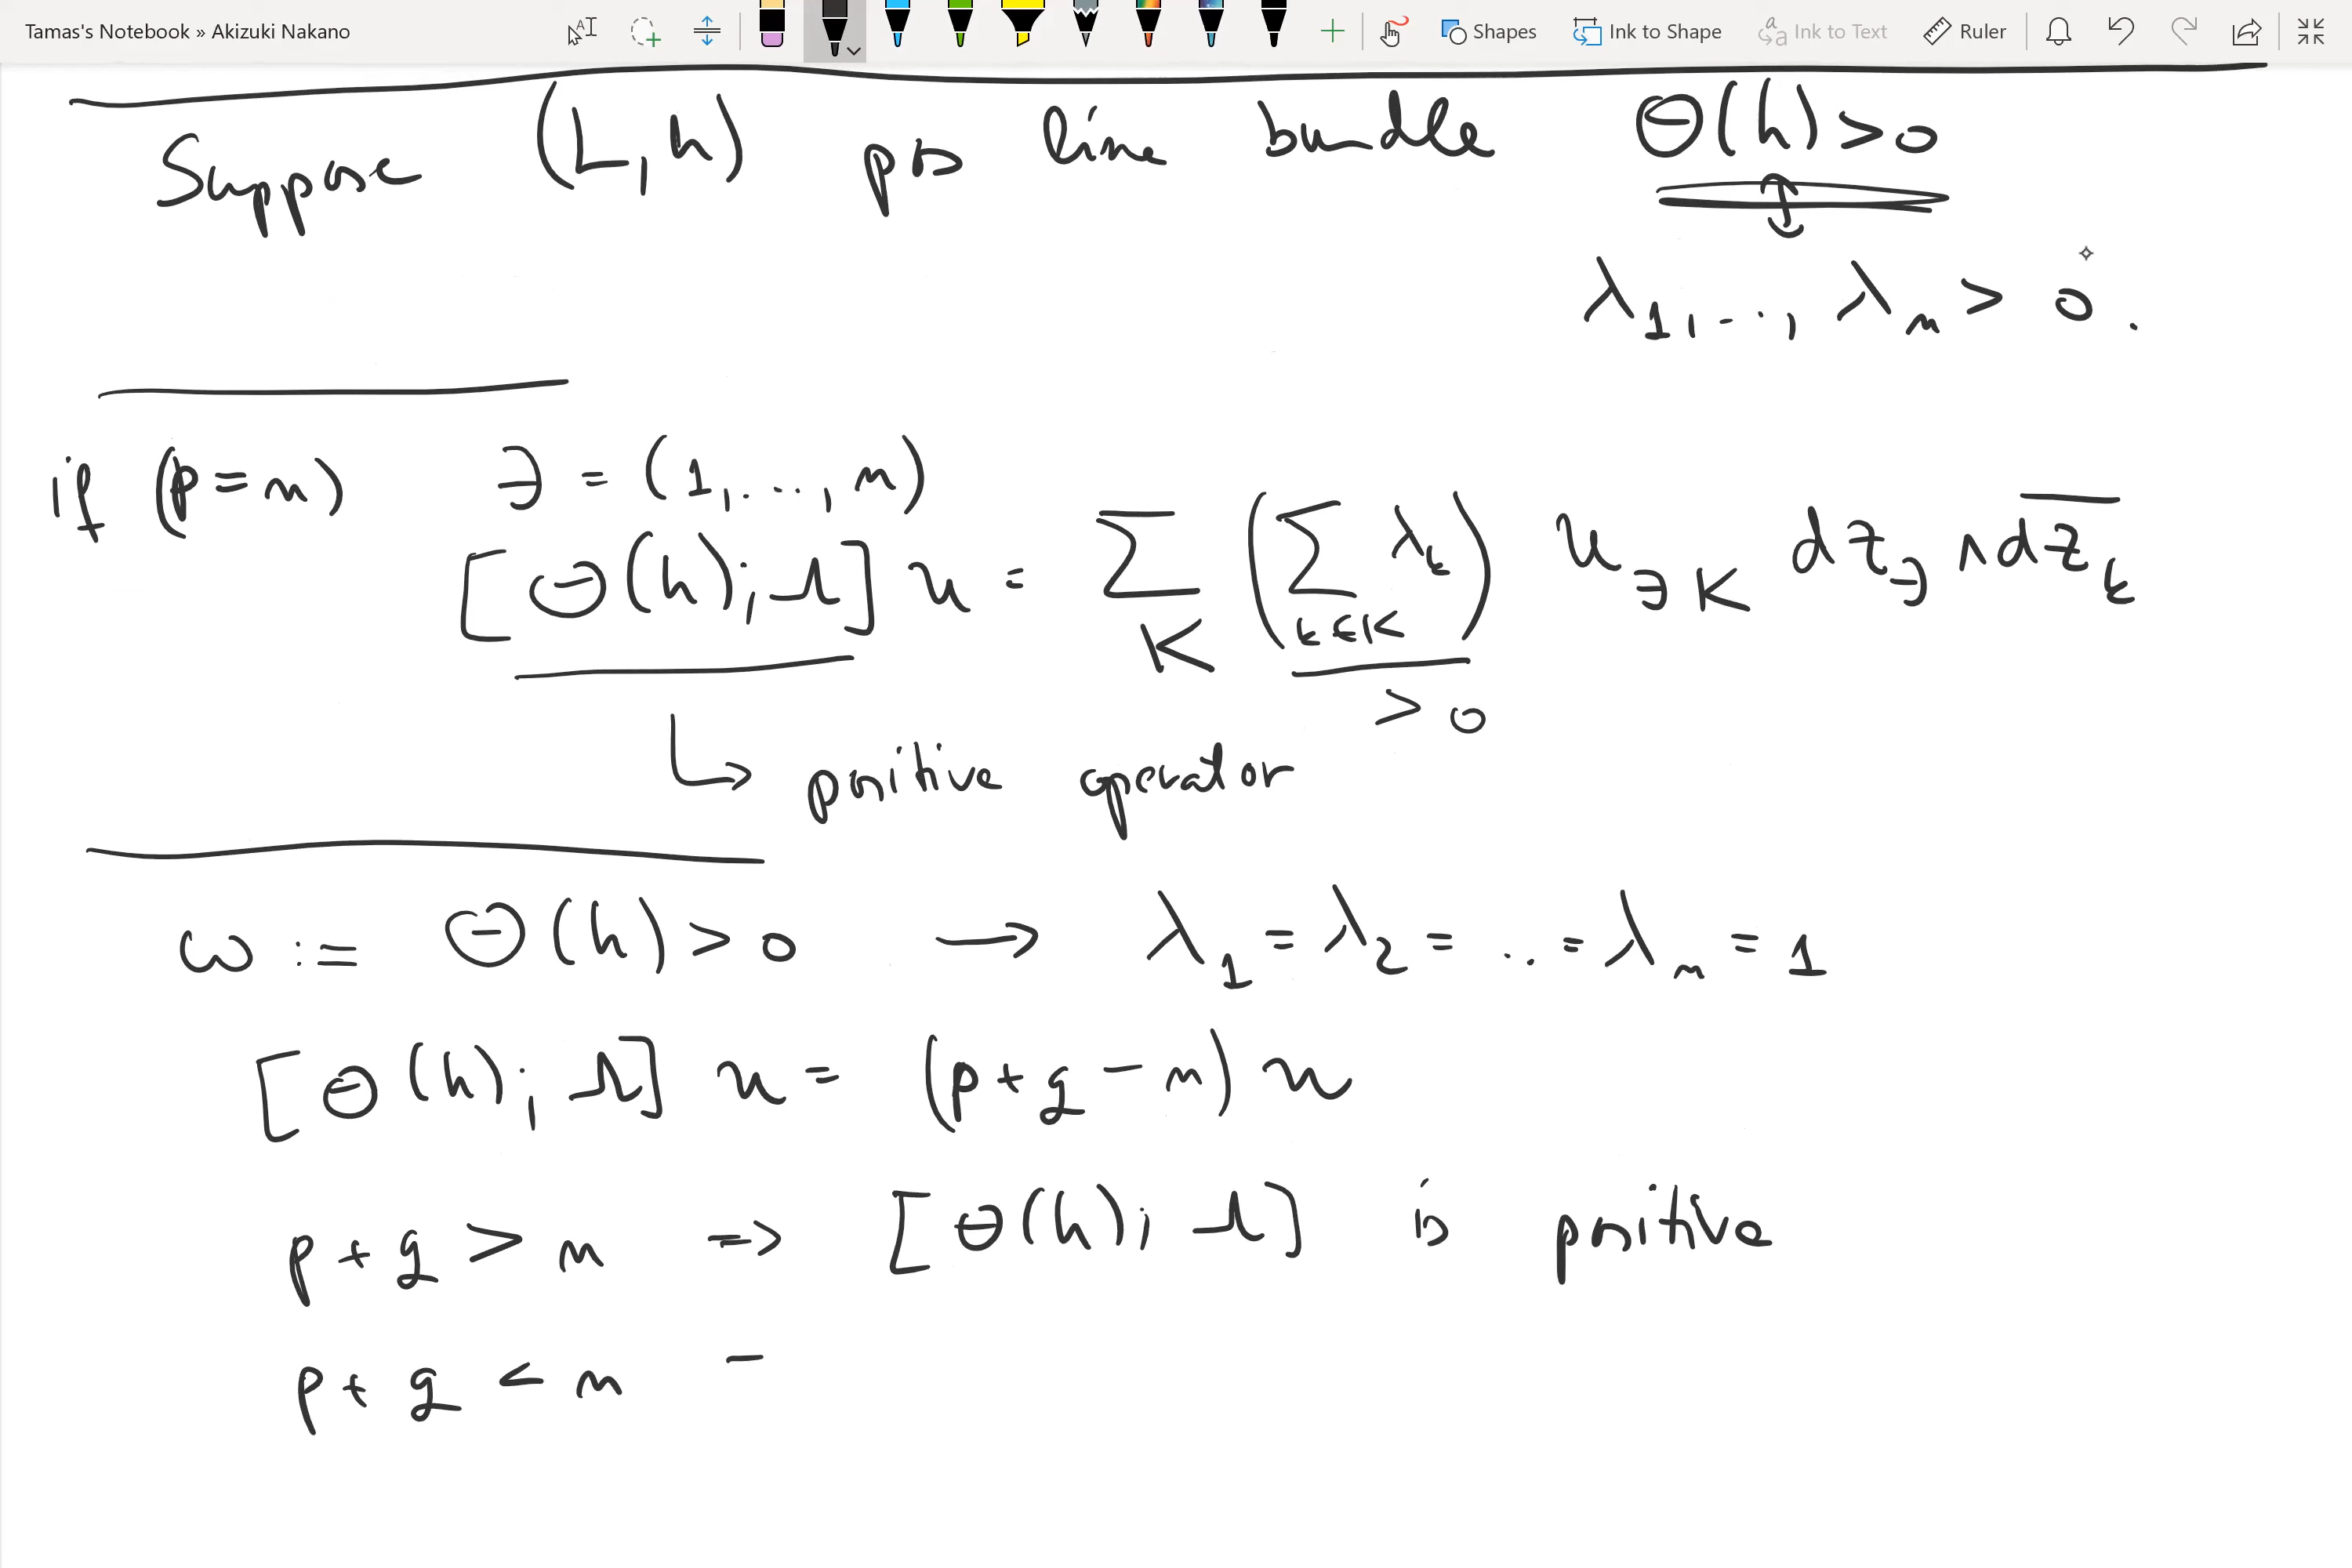 Tamas's Notebook » Akizuki Nakano
Shapes
Ink to Shape
Ink to Text
Ruler
Suppose (L, h) pos line bundle Θ(h) > 0
↕
λ_1, ..., λ_n > 0.
if (p = n) J = (1, ..., n)
[Θ(h); Λ] u = Σ_K (Σ_{k∈K} λ_k) u_{JK} dz_J ∧ \overline{dz}_k
> 0
↳ positive operator
ω := Θ(h) > 0 → λ_1 = λ_2 = .. = λ_n = 1
[Θ(h); Λ] u = (p + q - n) u
p + q > n => [Θ(h); Λ] is positive
p + q < n -